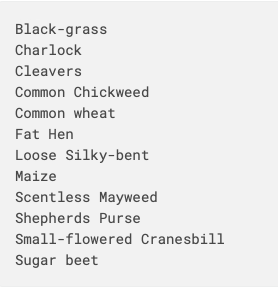 Black-grass
Charlock
Cleavers
Common Chickweed
Common wheat
Fat Hen
Loose Silky-bent
Maize
Scentless Mayweed
Shepherds Purse
Small-flowered Cranesbill
Sugar beet